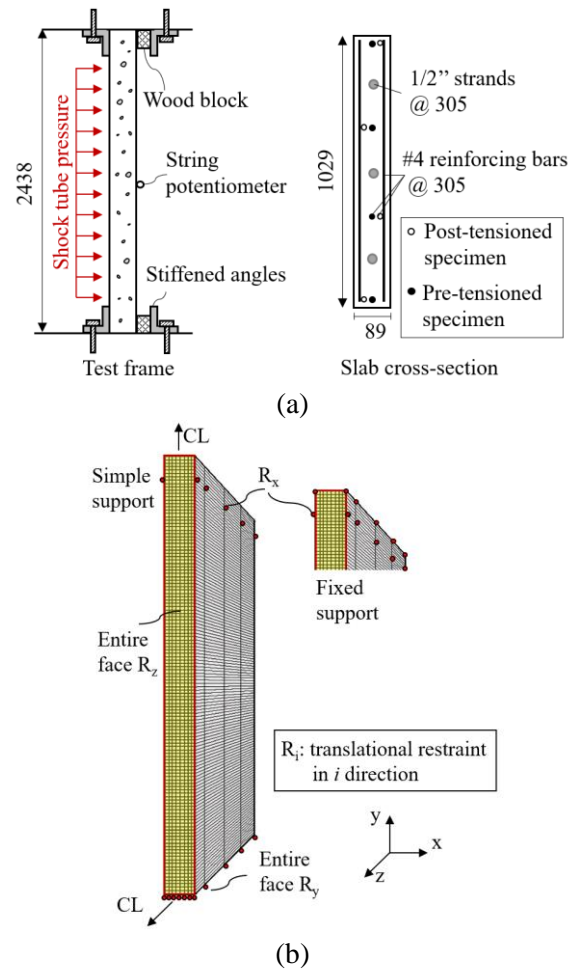 2438
Shock tube pressure
Wood block
String
potentiometer
Stiffened angles
Test frame
1029
1/2’’ strands
@ 305
#4 reinforcing bars
@ 305
Post-tensioned
specimen
Pre-tensioned
specimen
89
Slab cross-section
(a)
CL
Simple
support
Rx
Fixed
support
Entire
face Rz
Ri: translational restraint
in i direction
y
x
z
Entire
face Ry
CL
(b)